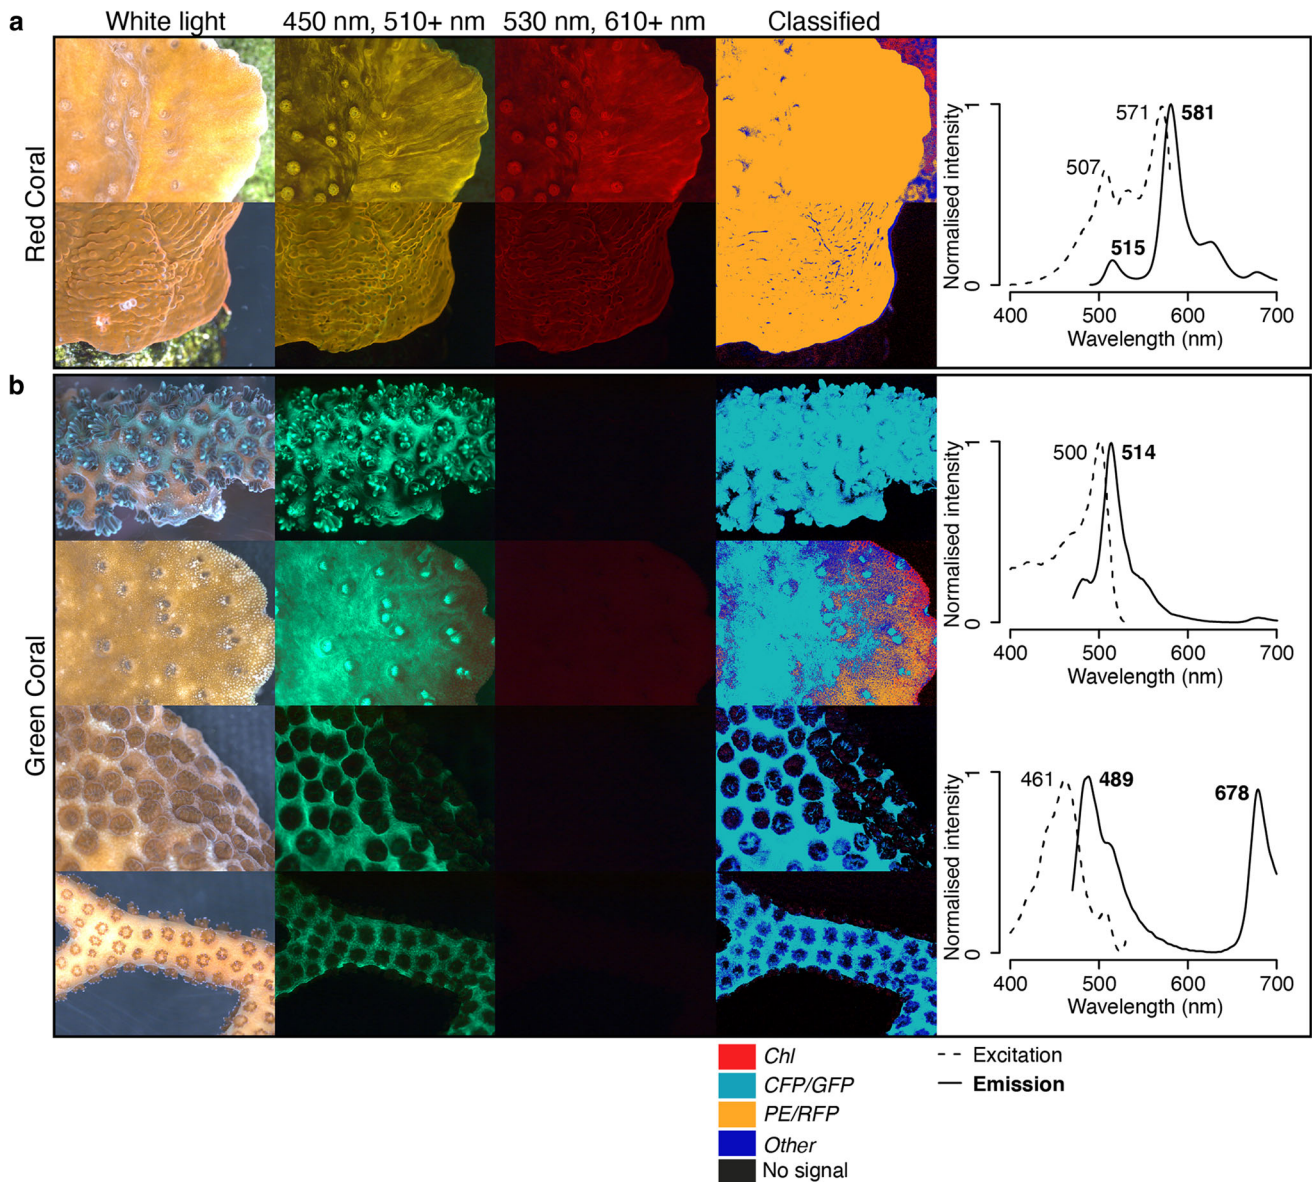 a
White light
450 nm, 510+ nm
530 nm, 610+ nm
Classified
Red Coral
Normalised intensity
1
0
507
571
581
515
400
500
600
700
Wavelength (nm)
b
Green Coral
Normalised intensity
1
0
500
514
400
500
600
700
Wavelength (nm)
Normalised intensity
1
0
461
489
678
400
500
600
700
Wavelength (nm)
Chl
CFP/GFP
PE/RFP
Other
No signal
Excitation
Emission